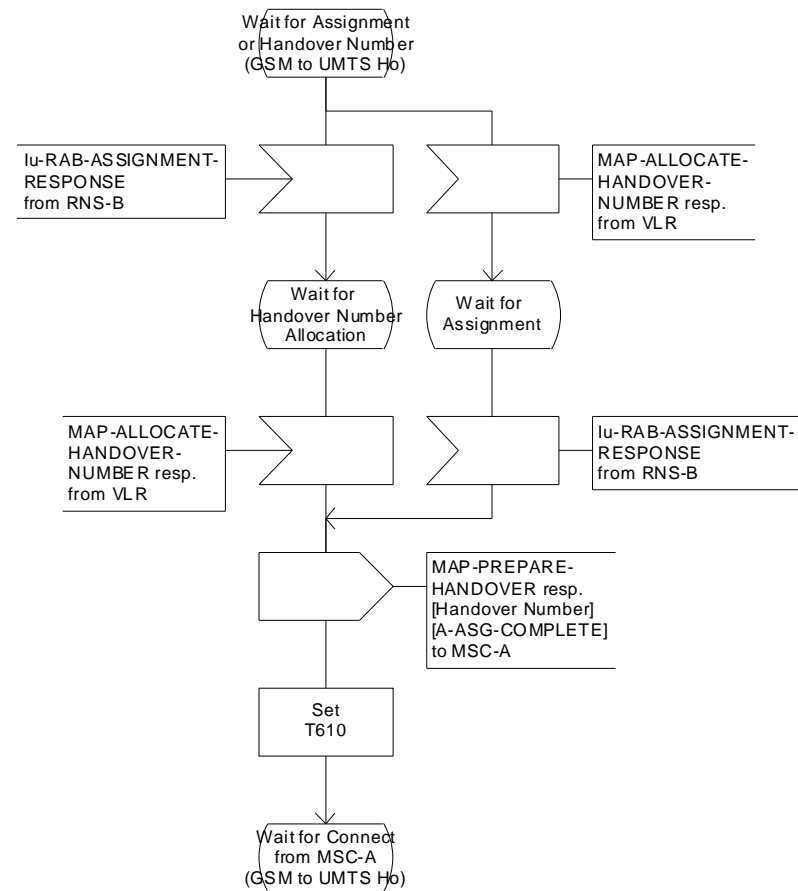 Wait for Assignment
or Handover Number
(GSM to UMTS Ho)
Iu-RAB-ASSIGNMENT-
RESPONSE
from RNS-B
MAP-ALLOCATE-
HANDOVER-
NUMBER resp.
from VLR
Wait for
Handover Number
Allocation
Wait for
Assignment
MAP-ALLOCATE-
HANDOVER-
NUMBER resp.
from VLR
Iu-RAB-ASSIGNMENT-
RESPONSE
from RNS-B
MAP-PREPARE-
HANDOVER resp.
[Handover Number]
[A-ASG-COMPLETE]
to MSC-A
Set
T610
Wait for Connect
from MSC-A
(GSM to UMTS Ho)